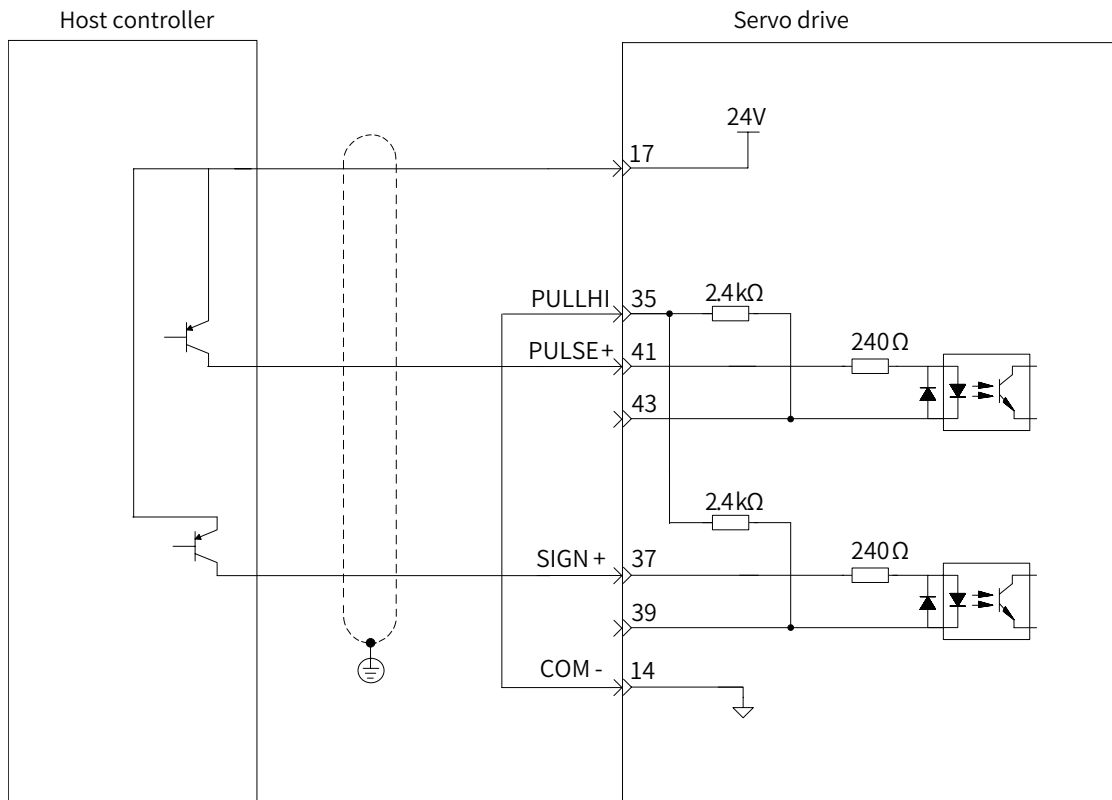 Host controller
Servo drive
24V
17
PULLHI
35
2.4kΩ
PULSE+
41
240Ω
43
2.4kΩ
SIGN +
37
240Ω
39
COM -
14